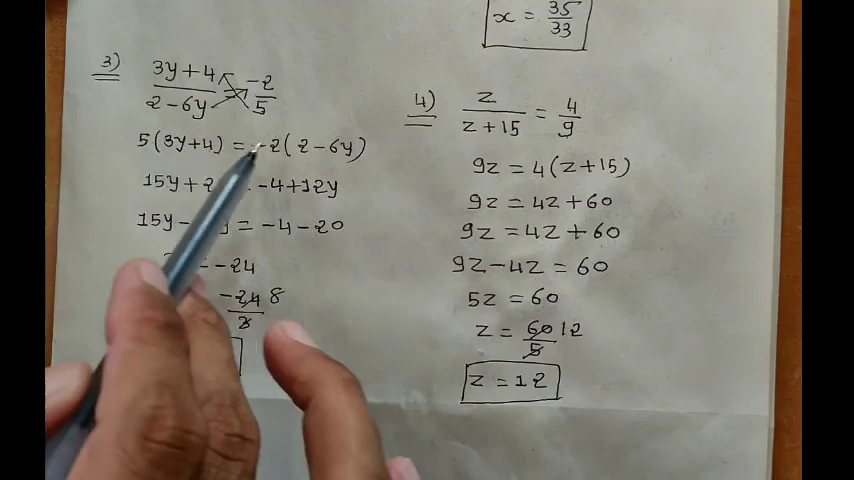 x = 35/33
3) (3y+4)/(2-6y) = -2/5
5(3y+4) = -2(2-6y)
15y+2 = -4+12y
15y- y = -4-20
= -24
-24 8 / 3
4) z/(z+15) = 4/9
9z = 4(z+15)
9z = 4z+60
9z = 4z+60
9z-4z = 60
5z = 60
z = 60/5 12
z = 12